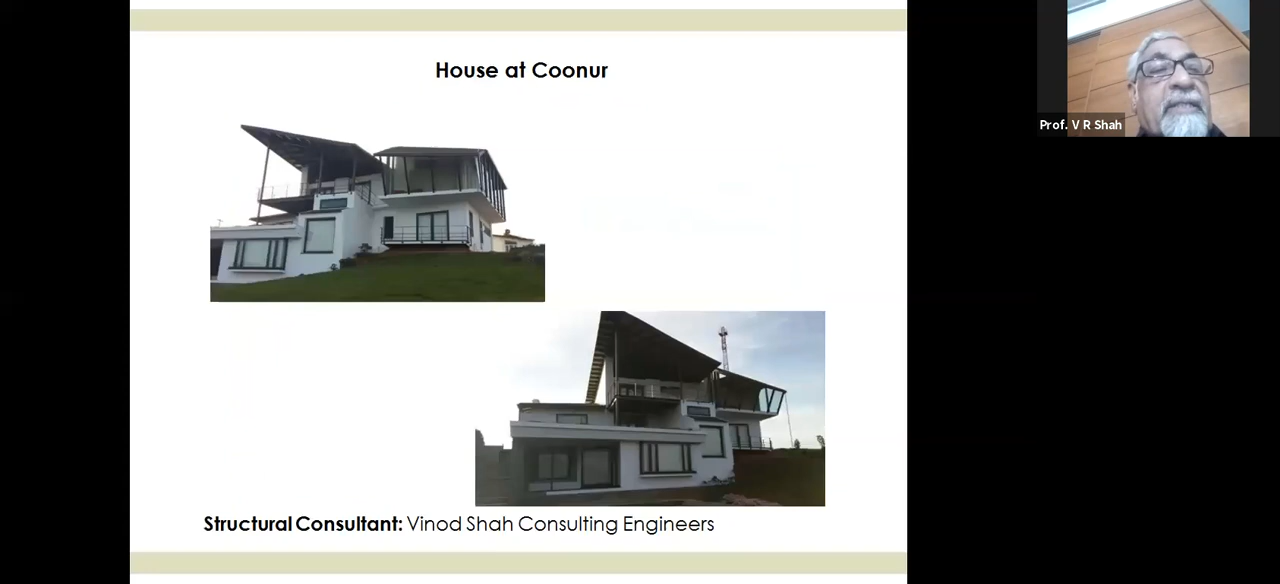 House at Coonur
Prof. V R Shah
Structural Consultant: Vinod Shah Consulting Engineers